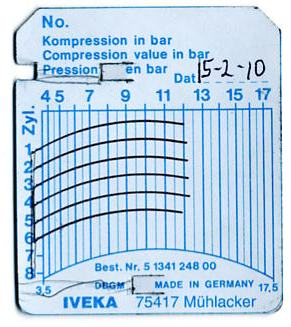 No.
Kompression in bar
Compression value in bar
Pression en bar
Dat 15-2-10
Zyl.
4 5 7 9 11 13 15 17
1
2
3
4
5
6
7
8
Best. Nr. 5 1341 248 00
3,5 DBGM MADE IN GERMANY 17,5
IVEKA 75417 Mühlacker